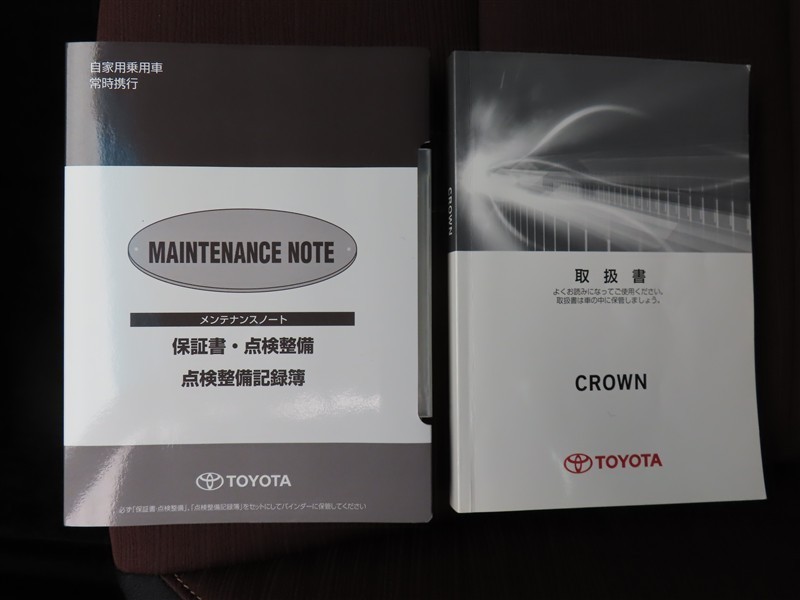 自家用乗用車
常時携行
MAINTENANCE NOTE
メンテナンスノート
保証書・点検整備
点検整備記録簿
TOYOTA
必ず「保証書 点検整備」、「点検整備記録簿」をセットにしてバインダーに保管してください
CROWN
取扱書
よくお読みになってご使用ください。
取扱書は車の中に保管しましょう。
CROWN
TOYOTA